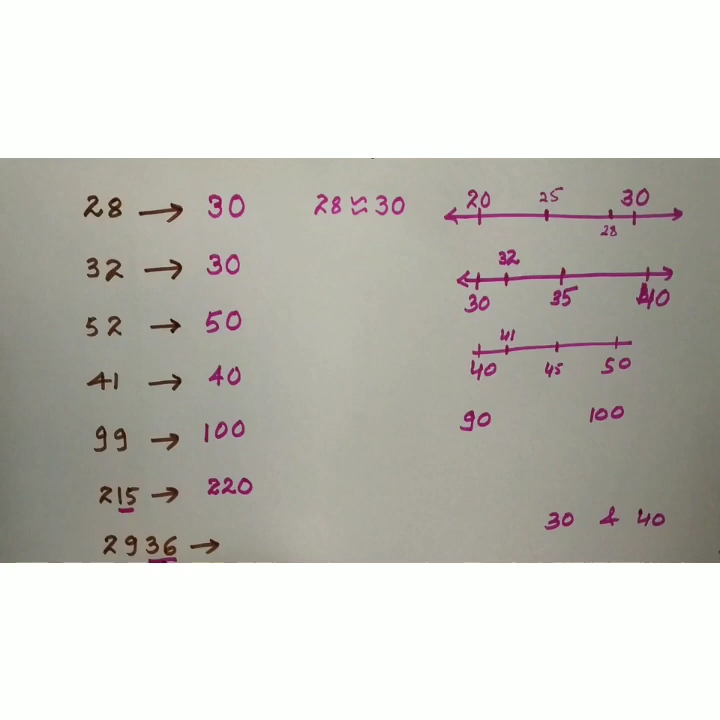 28 → 30 28 ≈ 30
20 25 30
28
32 → 30
32
30 35 40
52 → 50
41
40 45 50
41 → 40
99 → 100
90 100
215 → 220
30 & 40
2936 →